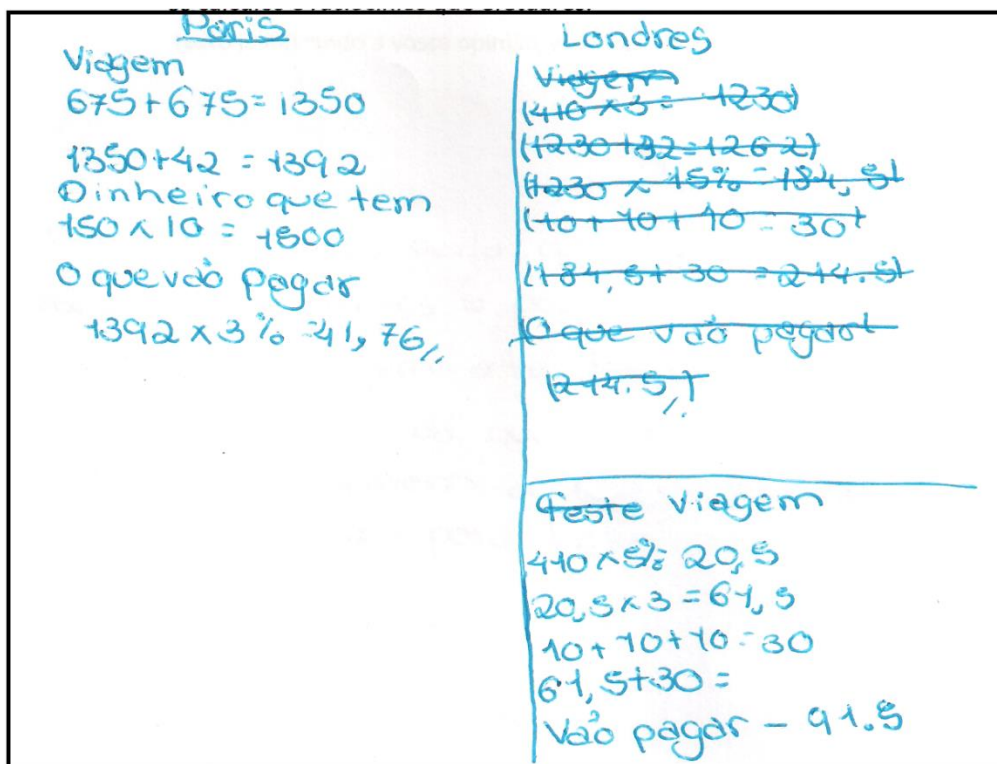 Paris
Viagem
675+675=1350
1350+42 = 1392
Dinheiro que tem
150 x 10 = 1500
O que vão pagar
1392 x 3% = 41,76//
Londres
Viagem
(410 x 3 = 1230)
(1230+32=1262)
(1230 x 15% = 184,5)
(10 + 10 + 10 = 30)
(184,5 + 30 = 214.5)
(O que vão pagar)
(214.5//)
Teste Viagem
410 x 5% = 20,5
20,5 x 3 = 61,5
10 + 10 + 10 = 30
61,5+30 =
Vão pagar - 91.5